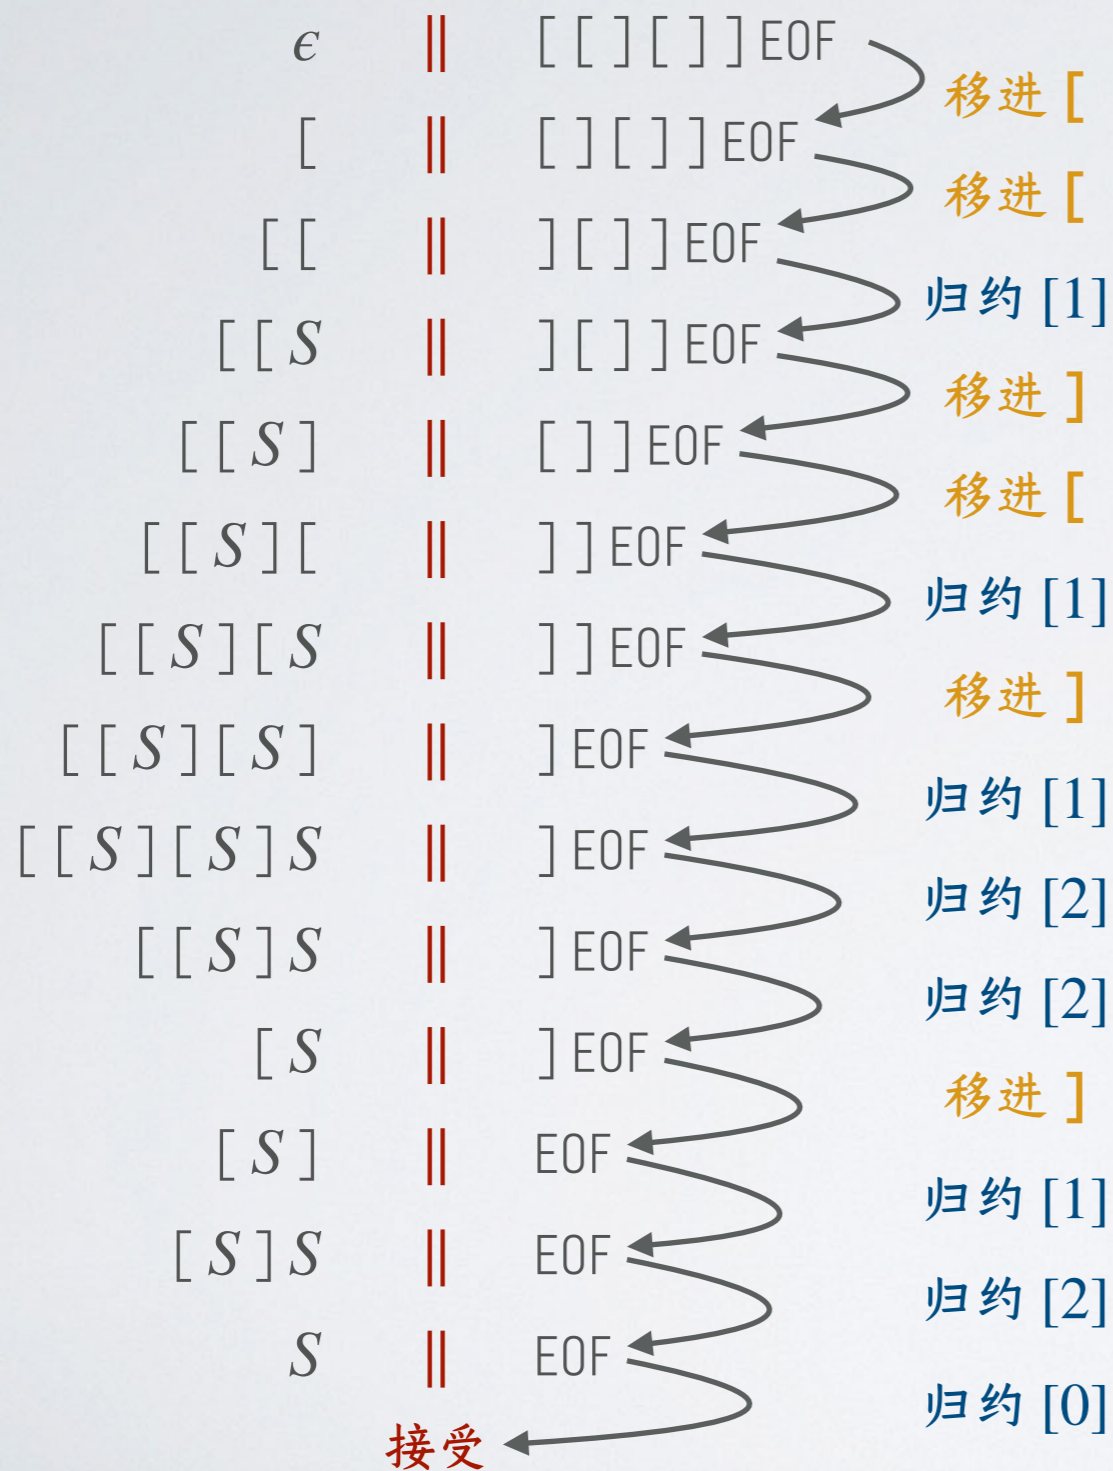 ϵ ‖ [ [ ] [ ] ] EOF
移进 [
[ ‖ [ ] [ ] ] EOF
移进 [
[ [ ‖ ] [ ] ] EOF
归约 [1]
[ [ S ‖ ] [ ] ] EOF
移进 ]
[ [ S ] ‖ [ ] ] EOF
移进 [
[ [ S ] [ ‖ ] ] EOF
归约 [1]
[ [ S ] [ S ‖ ] ] EOF
移进 ]
[ [ S ] [ S ] ‖ ] EOF
归约 [1]
[ [ S ] [ S ] S ‖ ] EOF
归约 [2]
[ [ S ] S ‖ ] EOF
归约 [2]
[ S ‖ ] EOF
移进 ]
[ S ] ‖ EOF
归约 [1]
[ S ] S ‖ EOF
归约 [2]
S ‖ EOF
归约 [0]
接受